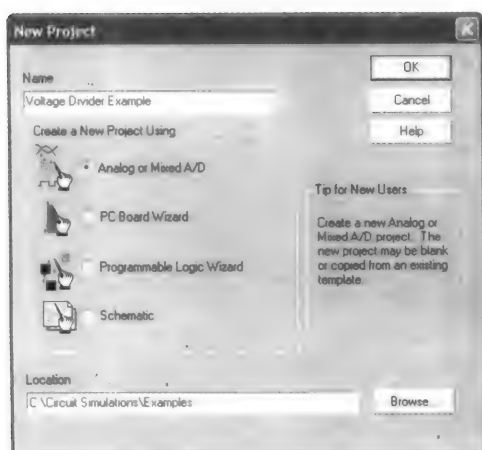 New Project
OK
Name
Voltage Divider Example
Cancel
Create a New Project Using
Help
Analog or Mixed A/D
Tip for New Users
PC Board Wizard
Create a new Analog or
Mixed A/D project. The
new project may be blank
or copied from an existing
template.
Programmable Logic Wizard
Schematic
Location
C:\Circuit Simulations\Examples
Browse...